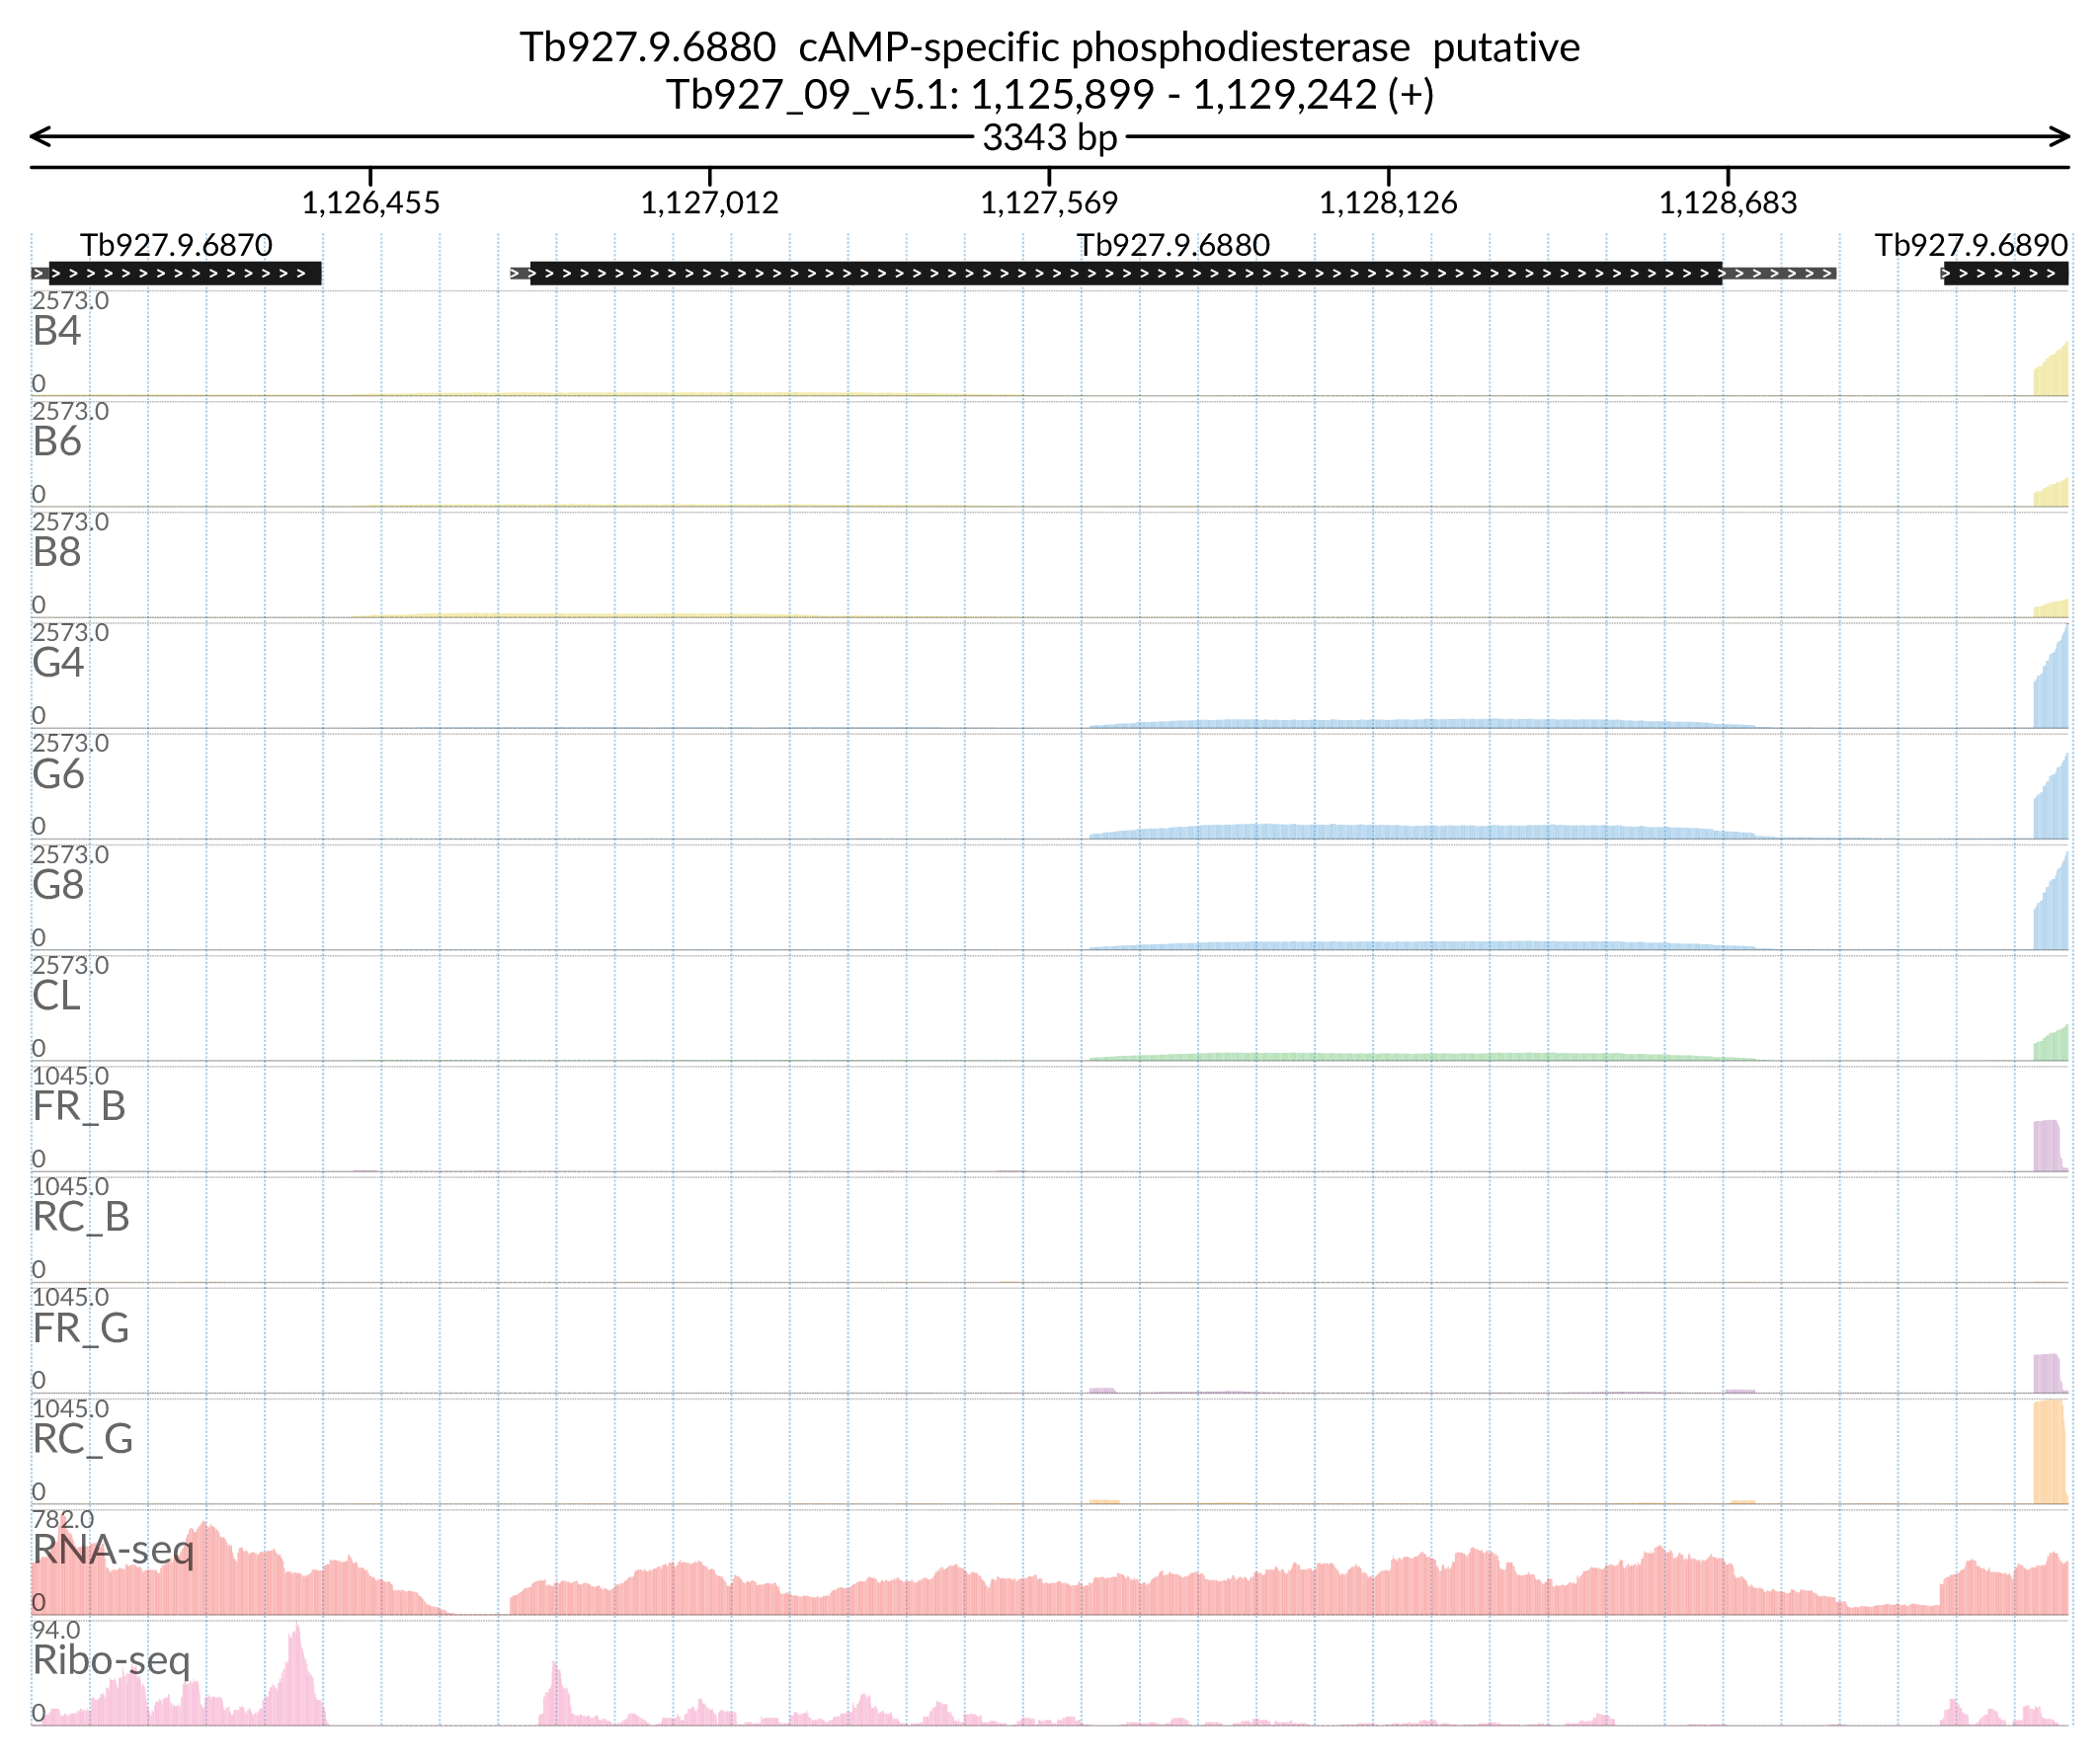 Tb927.9.6880  cAMP-specific phosphodiesterase  putative
Tb927_09_v5.1: 1,125,899 - 1,129,242 (+)
3343 bp
1,126,455 1,127,012 1,127,569 1,128,126 1,128,683
Tb927.9.6870 Tb927.9.6880 Tb927.9.6890
2573.0
B4
0
2573.0
B6
0
2573.0
B8
0
2573.0
G4
0
2573.0
G6
0
2573.0
G8
0
2573.0
CL
0
1045.0
FR_B
0
1045.0
RC_B
0
1045.0
FR_G
0
1045.0
RC_G
0
782.0
RNA-seq
0
94.0
Ribo-seq
0